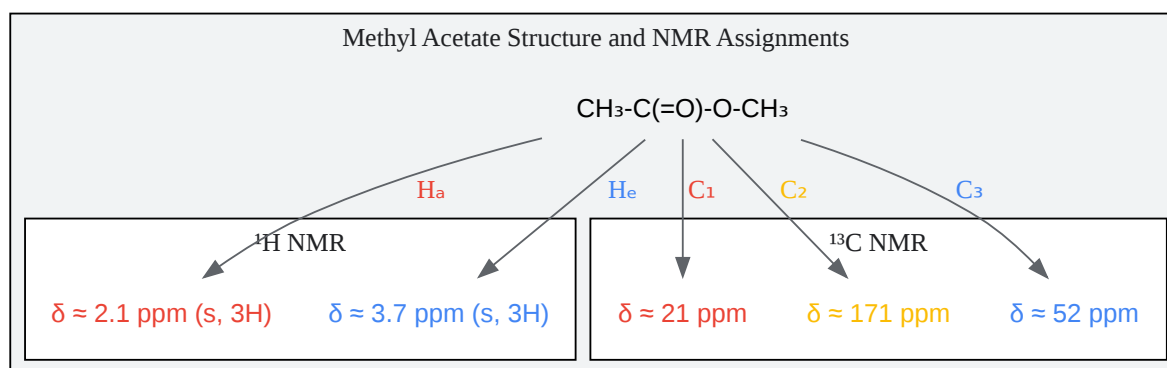 Methyl Acetate Structure and NMR Assignments
CH₃-C(=O)-O-CH₃
Hₐ Hₑ C₁ C₂ C₃
¹H NMR ¹³C NMR
δ ≈ 2.1 ppm (s, 3H) δ ≈ 3.7 ppm (s, 3H) δ ≈ 21 ppm δ ≈ 171 ppm δ ≈ 52 ppm